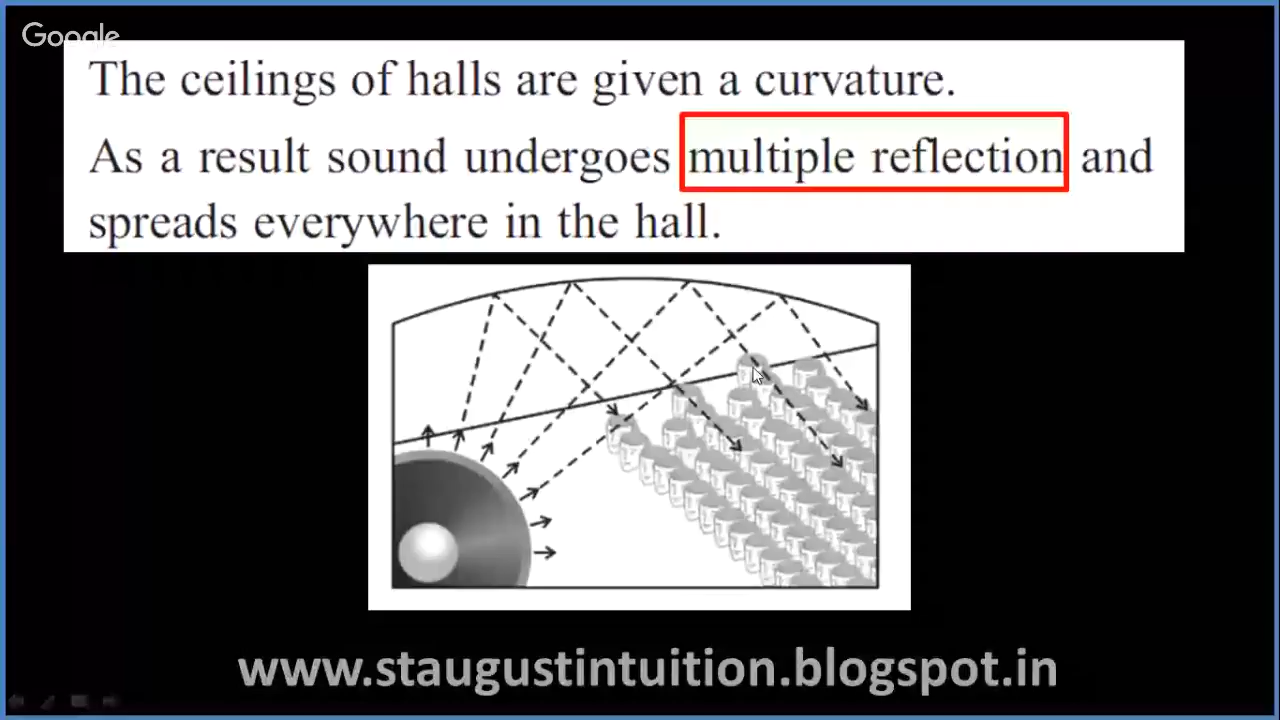 Google
The ceilings of halls are given a curvature.
As a result sound undergoes multiple reflection and
spreads everywhere in the hall.
www.staugustintuition.blogspot.in